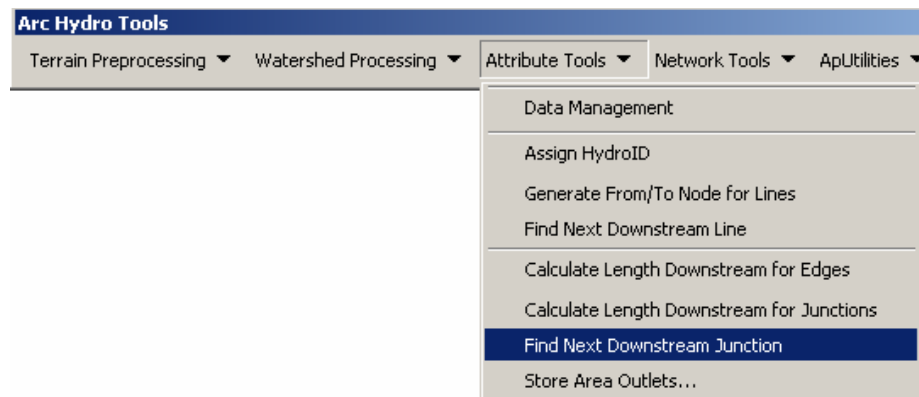 Arc Hydro Tools
Terrain Preprocessing ▼ Watershed Processing ▼ Attribute Tools ▼ Network Tools ▼ ApUtilities ▼
Data Management
Assign HydroID
Generate From/To Node for Lines
Find Next Downstream Line
Calculate Length Downstream for Edges
Calculate Length Downstream for Junctions
Find Next Downstream Junction
Store Area Outlets...